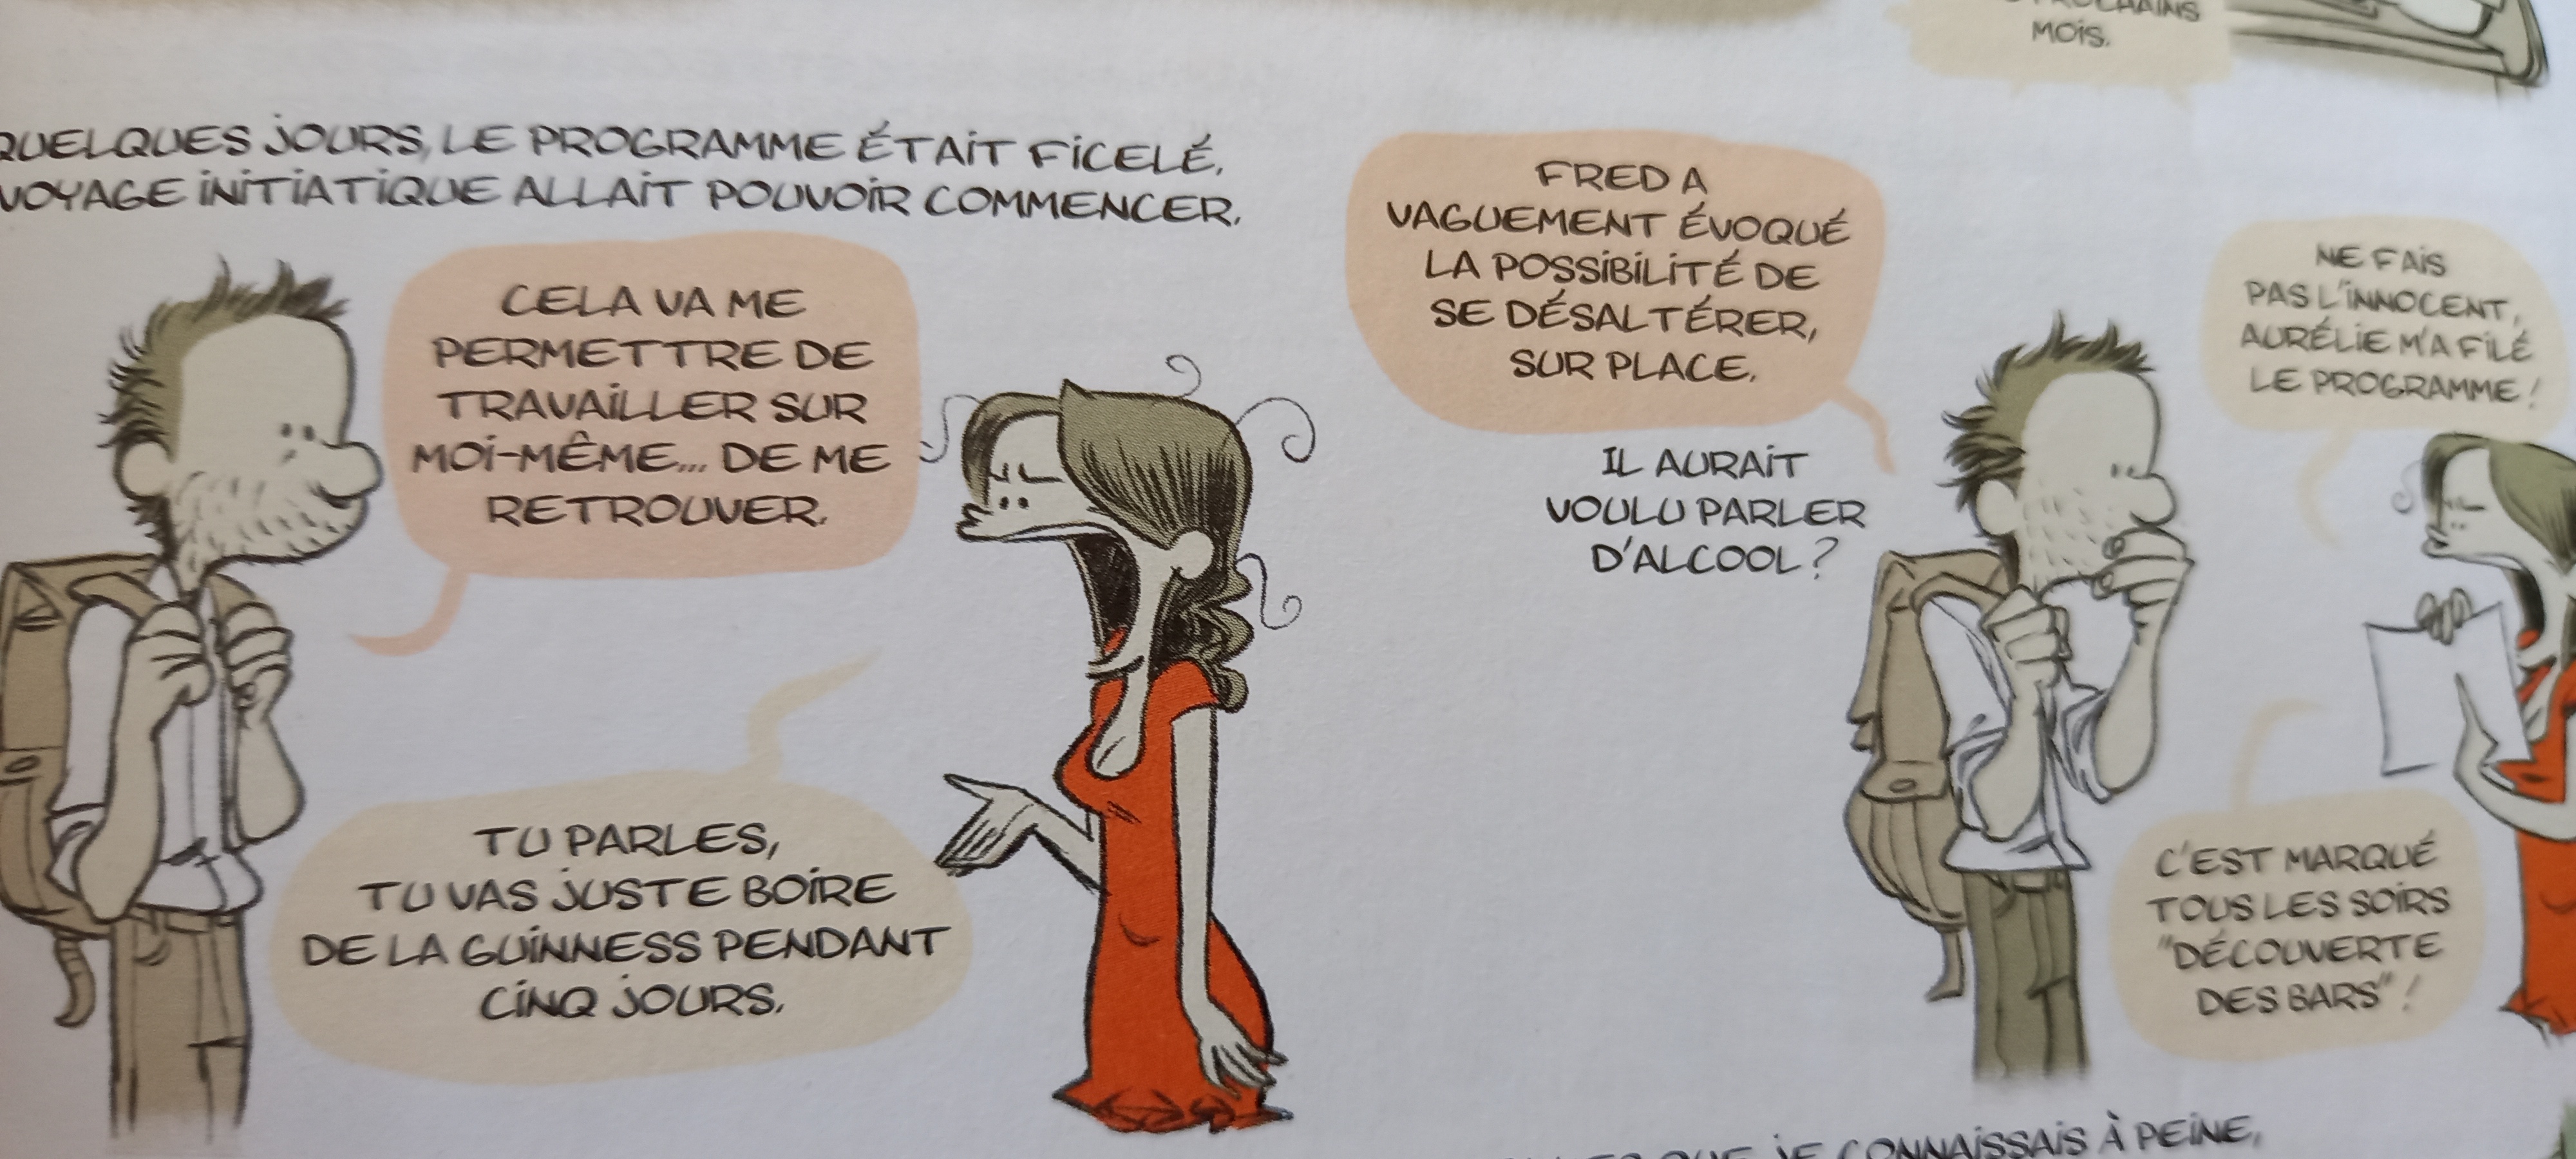 QUELQUES JOURS, LE PROGRAMME ÉTAIT FICELÉ,
VOYAGE INITIATIQUE ALLAIT POUVOIR COMMENCER.
CELA VA ME
PERMETTRE DE
TRAVAILLER SUR
MOI-MÊME... DE ME
RETROUVER.
TU PARLES,
TU VAS JUSTE BOIRE
DE LA GUINNESS PENDANT
CINQ JOURS.
FRED A
VAGUEMENT ÉVOQUÉ
LA POSSIBILITÉ DE
SE DÉSALTÉRER,
SUR PLACE.
IL AURAIT
VOULU PARLER
D'ALCOOL ?
NE FAIS
PAS L'INNOCENT,
AURÉLIE M'A FILÉ
LE PROGRAMME !
C'EST MARQUÉ
TOUS LES SOIRS
"DÉCOUVERTE
DES BARS" !
MOIS.
QUE JE CONNAISSAIS À PEINE,